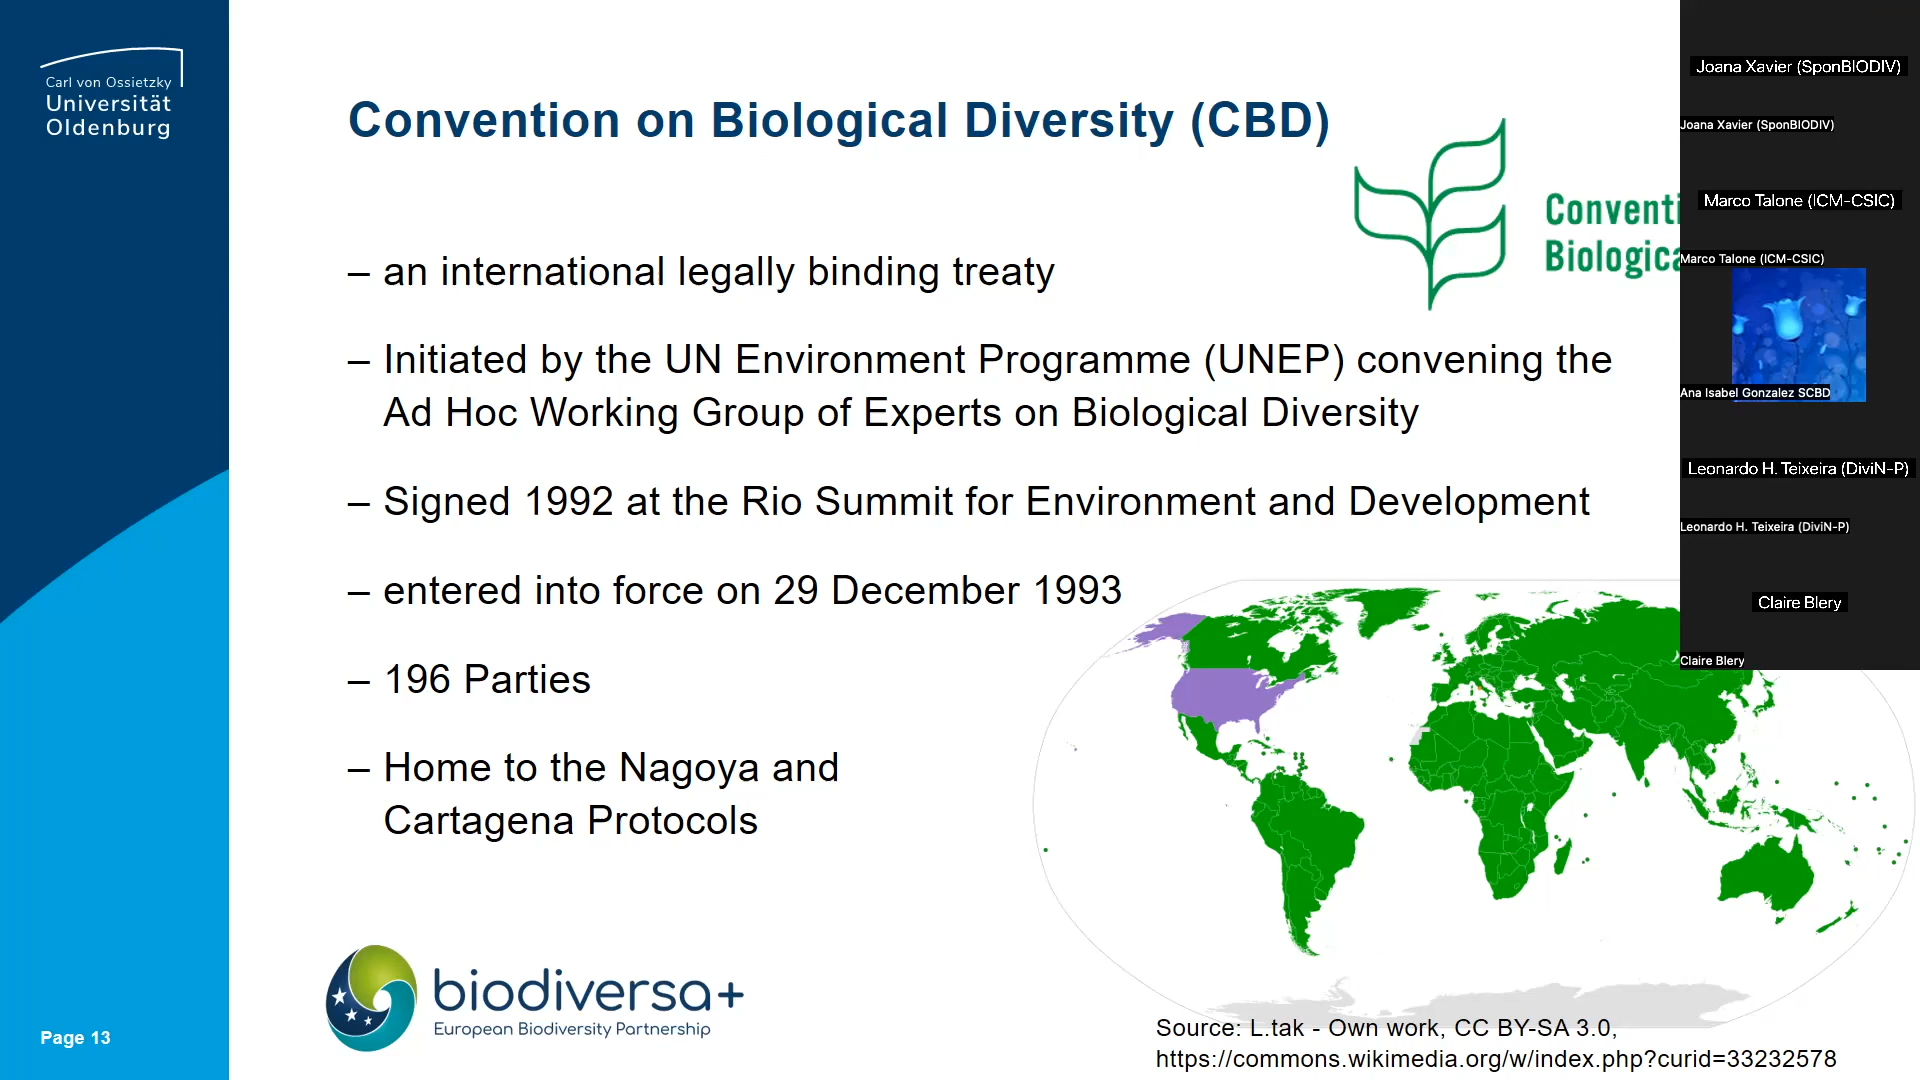 Carl von Ossietzky
Universität
Oldenburg
Convention on Biological Diversity (CBD)
Conventi
Biologica
– an international legally binding treaty
– Initiated by the UN Environment Programme (UNEP) convening the
Ad Hoc Working Group of Experts on Biological Diversity
– Signed 1992 at the Rio Summit for Environment and Development
– entered into force on 29 December 1993
– 196 Parties
– Home to the Nagoya and
Cartagena Protocols
biodiversa+
European Biodiversity Partnership
Source: L.tak - Own work, CC BY-SA 3.0,
https://commons.wikimedia.org/w/index.php?curid=33232578
Page 13
Joana Xavier (SponBIODIV)
Joana Xavier (SponBIODIV)
Marco Talone (ICM-CSIC)
Marco Talone (ICM-CSIC)
Ana Isabel Gonzalez SCBD
Leonardo H. Teixeira (DiviN-P)
Leonardo H. Teixeira (DiviN-P)
Claire Blery
Claire Blery